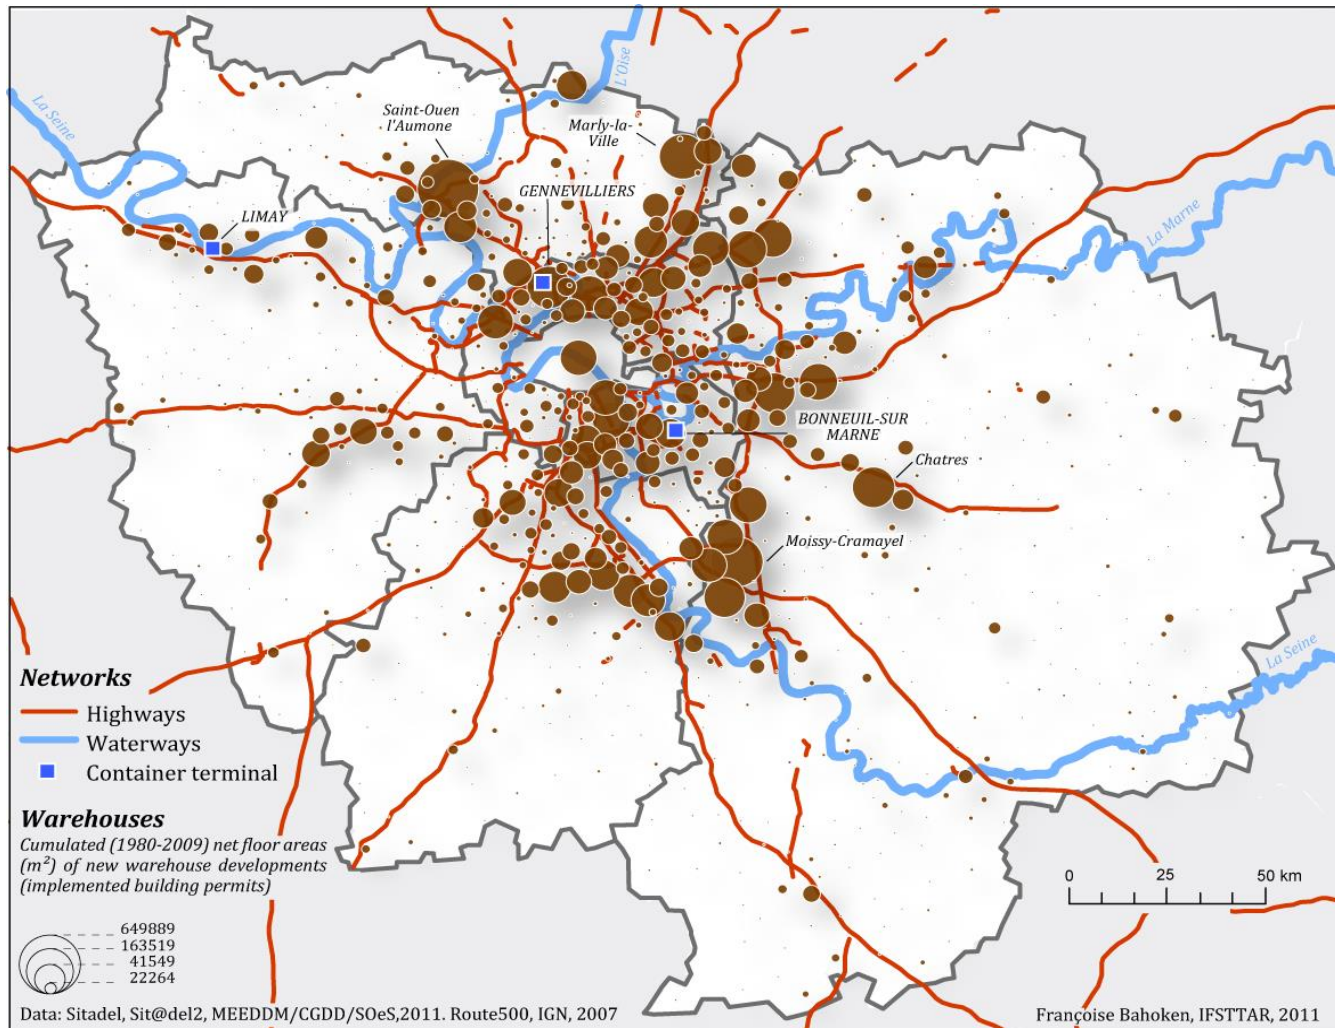 La Seine
L'Oise
Saint-Ouen
l'Aumone
Marly-la-
Ville
GENNEVILLIERS
LIMAY
La Marne
BONNEUIL-SUR
MARNE
Chatres
Moissy-Cramayel
La Seine
Networks
Highways
Waterways
Container terminal
Warehouses
Cumulated (1980-2009) net floor areas
(m²) of new warehouse developments
(implemented building permits)
649889
163519
41549
22264
0 25 50 km
Data: Sitadel, Sit@del2, MEEDDM/CGDD/SOeS,2011. Route500, IGN, 2007
Françoise Bahoken, IFSTTAR, 2011